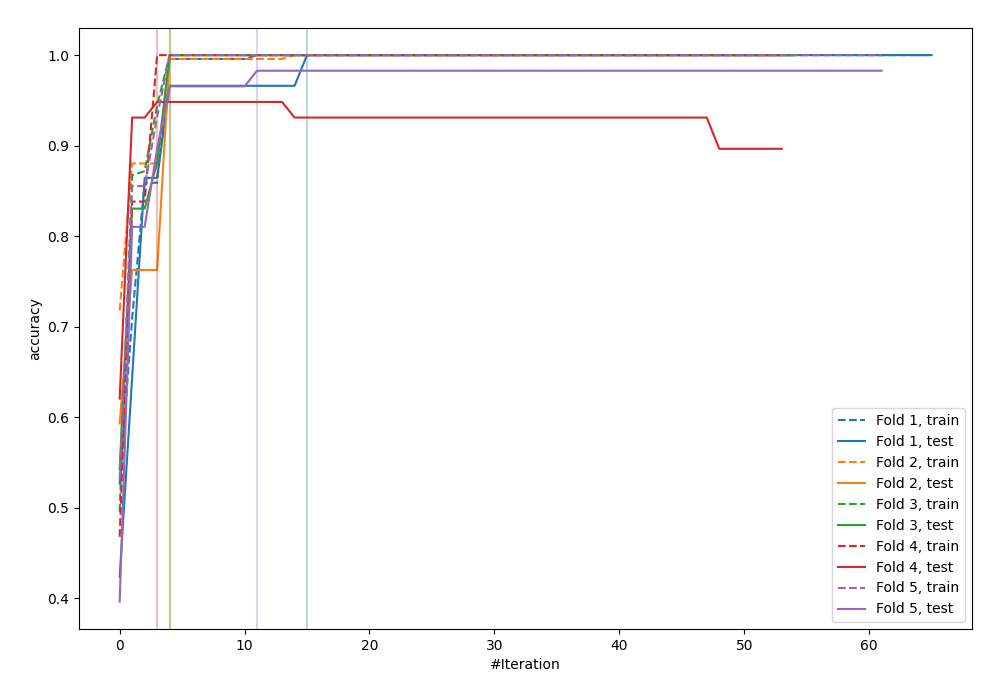 1.0
0.9
0.8
0.7
0.6
0.5
0.4
accuracy
0
10
20
30
40
50
60
#Iteration
Fold 1, train
Fold 1, test
Fold 2, train
Fold 2, test
Fold 3, train
Fold 3, test
Fold 4, train
Fold 4, test
Fold 5, train
Fold 5, test